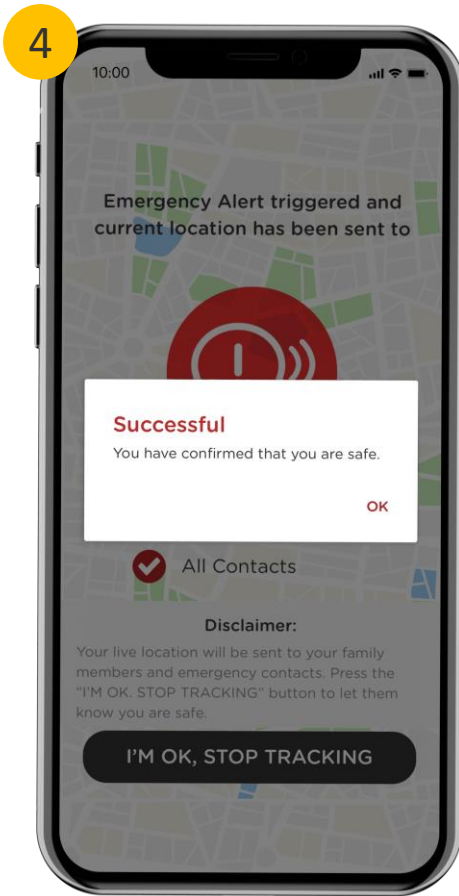 4
10:00
Emergency Alert triggered and
current location has been sent to
Successful
You have confirmed that you are safe.
OK
All Contacts
Disclaimer:
Your live location will be sent to your family
members and emergency contacts. Press the
"I'M OK. STOP TRACKING" button to let them
know you are safe.
I'M OK, STOP TRACKING